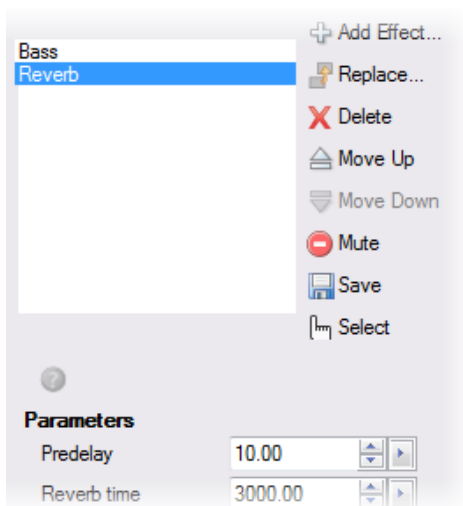 Add Effect...
Bass
Reverb
Replace...
Delete
Move Up
Move Down
Mute
Save
Select
?
Parameters
Predelay 10.00
Reverb time 3000.00